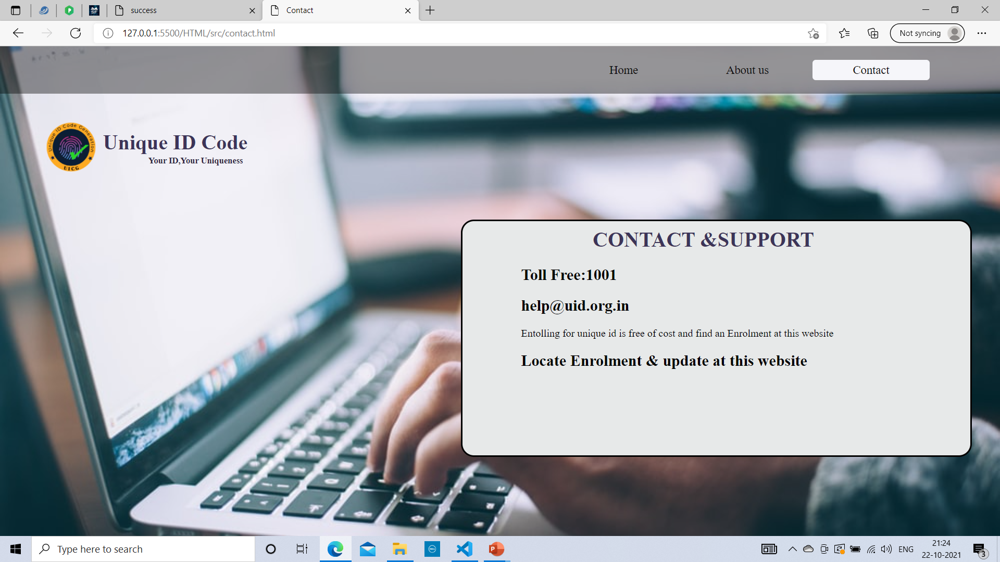 success
Contact
127.0.0.1:5500/HTML/src/contact.html
Not syncing
Home
About us
Contact
Unique ID Code Generation
UICG
Unique ID Code
Your ID,Your Uniqueness
CONTACT &SUPPORT
Toll Free:1001
help@uid.org.in
Entolling for unique id is free of cost and find an Enrolment at this website
Locate Enrolment & update at this website
Type here to search
DELL
ENG
21:24
22-10-2021
3